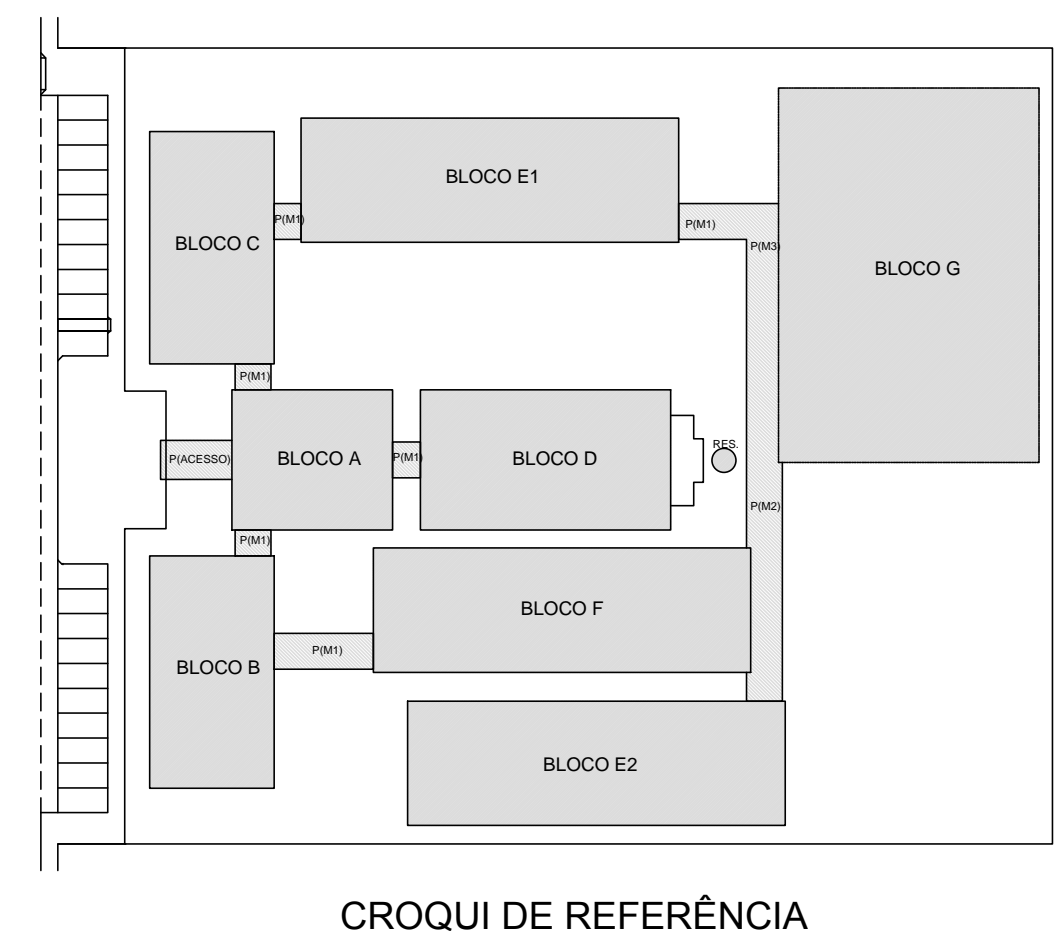 BLOCO E1
P(M1)
P(M1)
BLOCO C
P(M3)
BLOCO G
P(M1)
RES.
P(ACESSO)
BLOCO A
P(M1)
BLOCO D
P(M2)
P(M1)
BLOCO F
P(M1)
BLOCO B
BLOCO E2
CROQUI DE REFERÊNCIA